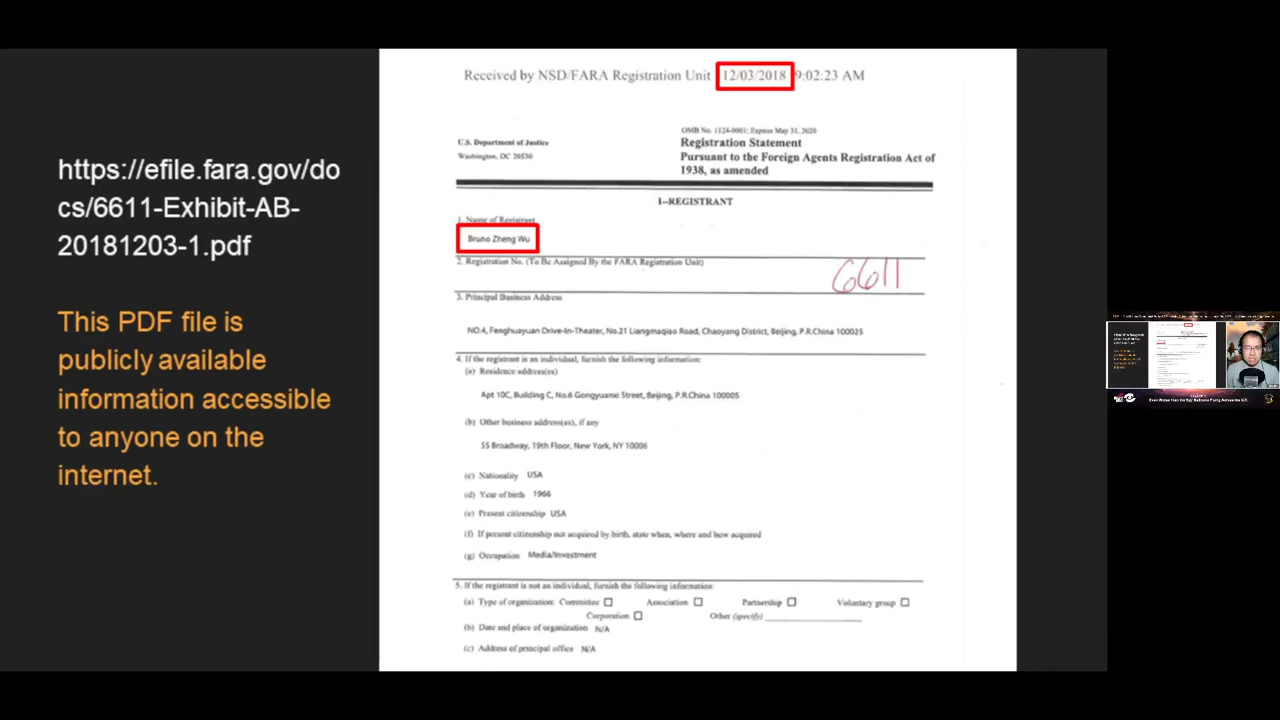 https://efile.fara.gov/do
cs/6611-Exhibit-AB-
20181203-1.pdf
This PDF file is
publicly available
information accessible
to anyone on the
internet.
Received by NSD/FARA Registration Unit 12/03/2018 9:02:23 AM
OMB No. 1124-0001; Expires May 31, 2020
U.S. Department of Justice
Washington, DC 20530
Registration Statement
Pursuant to the Foreign Agents Registration Act of
1938, as amended
I--REGISTRANT
1. Name of Registrant
Bruno Zheng Wu
2. Registration No. (To Be Assigned By the FARA Registration Unit)
6611
3. Principal Business Address
NO.4, Fenghuayuan Drive-In-Theater, No.21 Liangmaqiao Road, Chaoyang District, Beijing, P.R.China 100025
4. If the registrant is an individual, furnish the following information:
(a) Residence address(es)
Apt 10C, Building C, No.6 Gongyuanxi Street, Beijing, P.R.China 100005
(b) Other business address(es), if any
55 Broadway, 19th Floor, New York, NY 10006
(c) Nationality USA
(d) Year of birth 1966
(e) Present citizenship USA
(f) If present citizenship not acquired by birth, state when, where and how acquired
(g) Occupation Media/Investment
5. If the registrant is not an individual, furnish the following information:
(a) Type of organization: Committee ☐ Association ☐ Partnership ☐ Voluntary group ☐
Corporation ☐ Other (specify)
(b) Date and place of organization N/A
(c) Address of principal office N/A